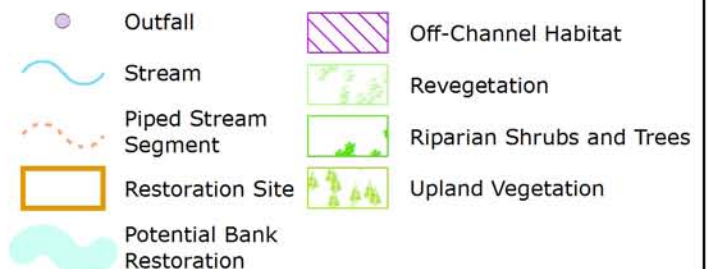 Outfall
Stream
Piped Stream
Segment
Restoration Site
Potential Bank
Restoration
Off-Channel Habitat
Revegetation
Riparian Shrubs and Trees
Upland Vegetation